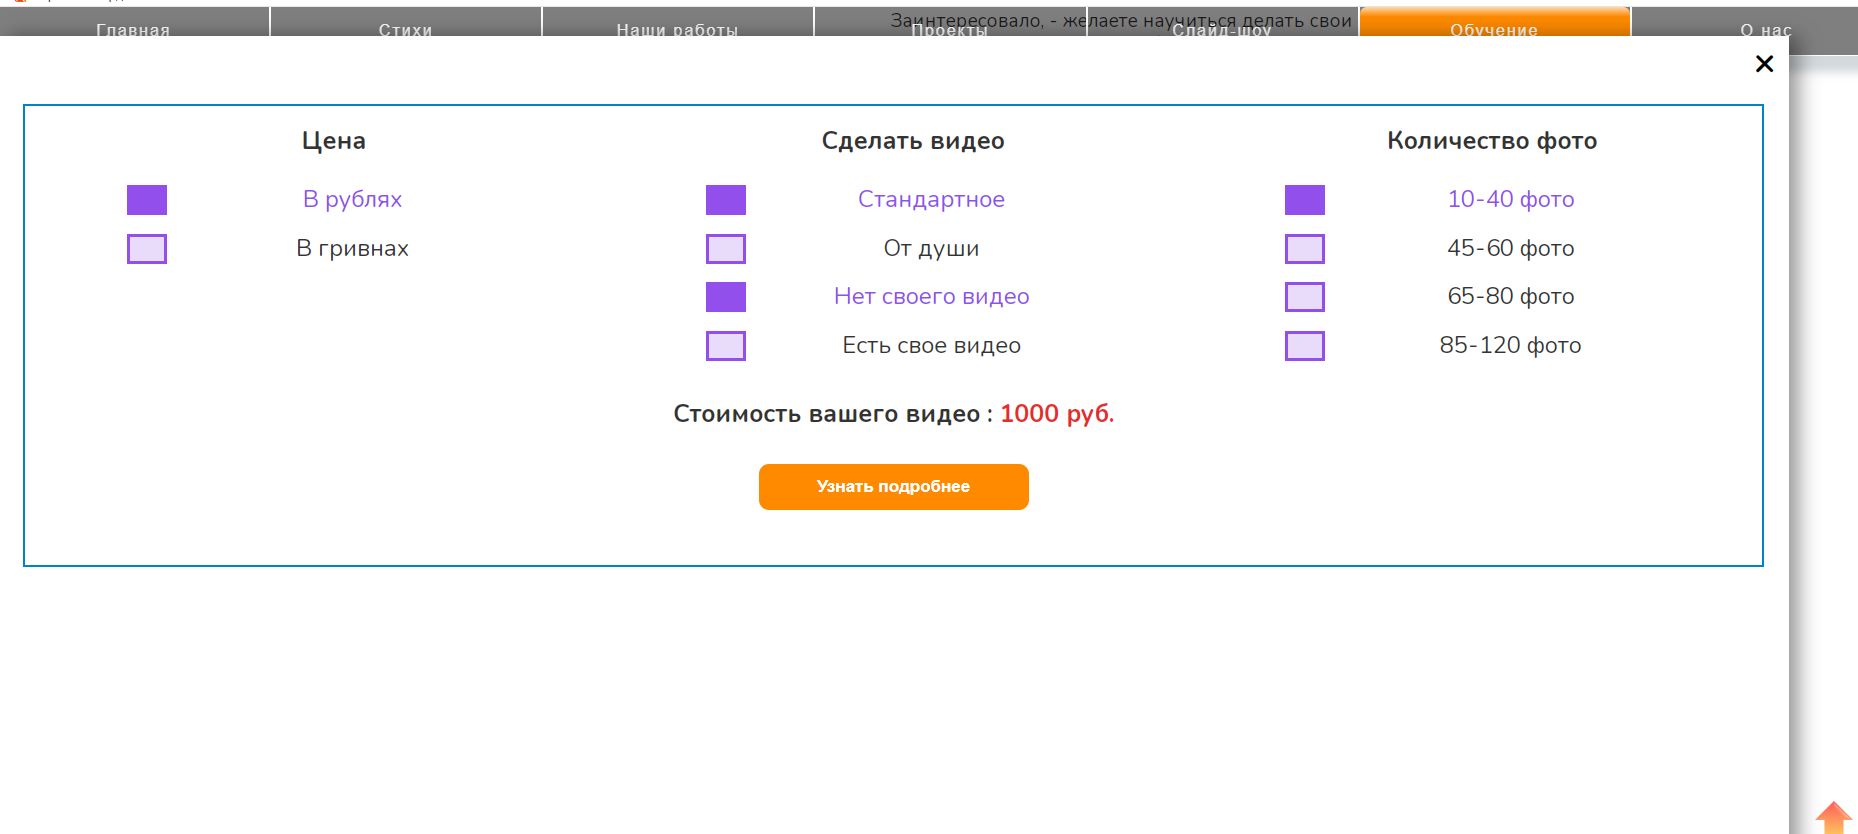 Заинтересовало, - желаете научиться делать свои
Главная Стихи Наши работы Проекты Слайд-шоу Обучение О нас
Цена Сделать видео Количество фото
В рублях Стандартное 10-40 фото
В гривнах От души 45-60 фото
Нет своего видео 65-80 фото
Есть свое видео 85-120 фото
Стоимость вашего видео : 1000 руб.
Узнать подробнее